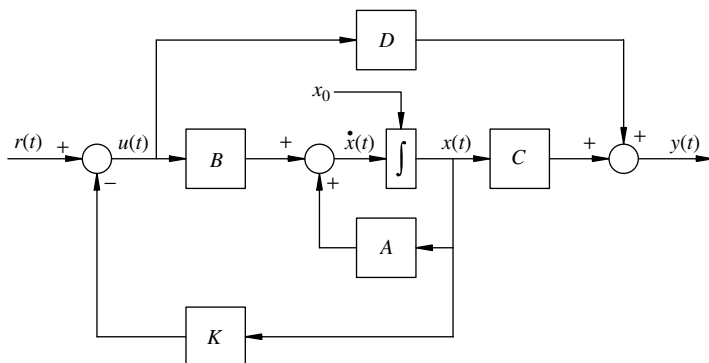 D
x₀
r(t) + u(t) B + ẋ(t) ∫ x(t) C + + y(t)
− +
A
K